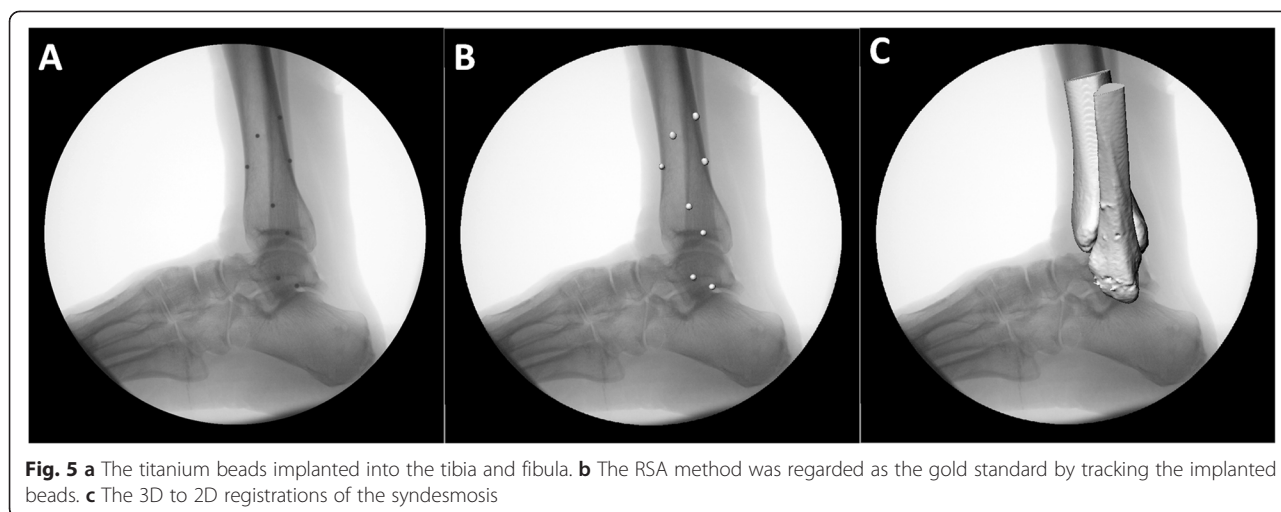 A B C
Fig. 5 a The titanium beads implanted into the tibia and fibula. b The RSA method was regarded as the gold standard by tracking the implanted
beads. c The 3D to 2D registrations of the syndesmosis